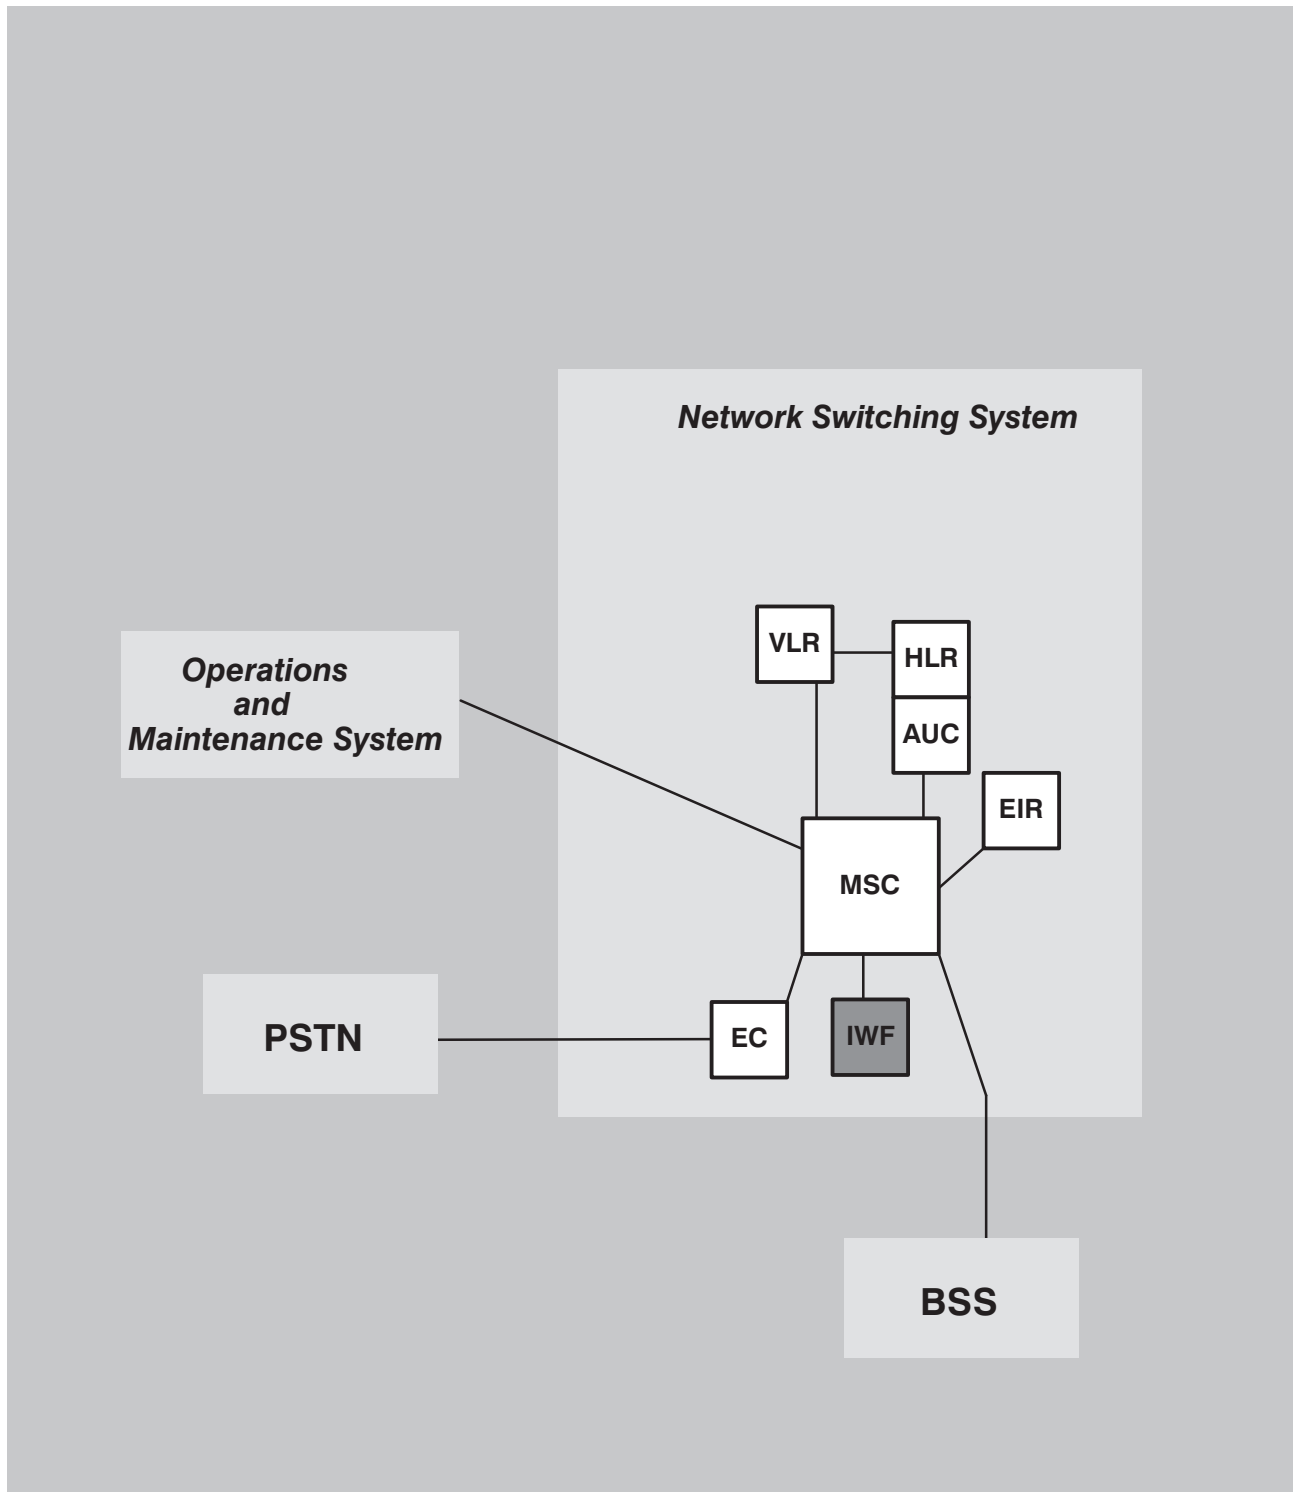 Network Switching System
VLR
HLR
Operations
and
Maintenance System
AUC
EIR
MSC
PSTN
EC
IWF
BSS